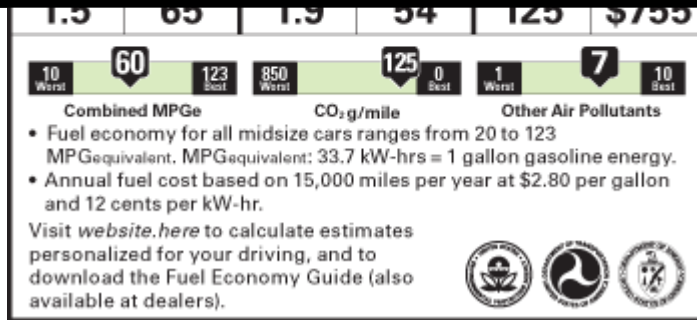 1.5 65 1.9 54 125 $755
60 125 7
10 Worst 123 Best 850 Worst 0 Best 1 Worst 10 Best
Combined MPGe CO₂ g/mile Other Air Pollutants
• Fuel economy for all midsize cars ranges from 20 to 123
MPGequivalent. MPGequivalent: 33.7 kW-hrs = 1 gallon gasoline energy.
• Annual fuel cost based on 15,000 miles per year at $2.80 per gallon
and 12 cents per kW-hr.
Visit website.here to calculate estimates
personalized for your driving, and to
download the Fuel Economy Guide (also
available at dealers).